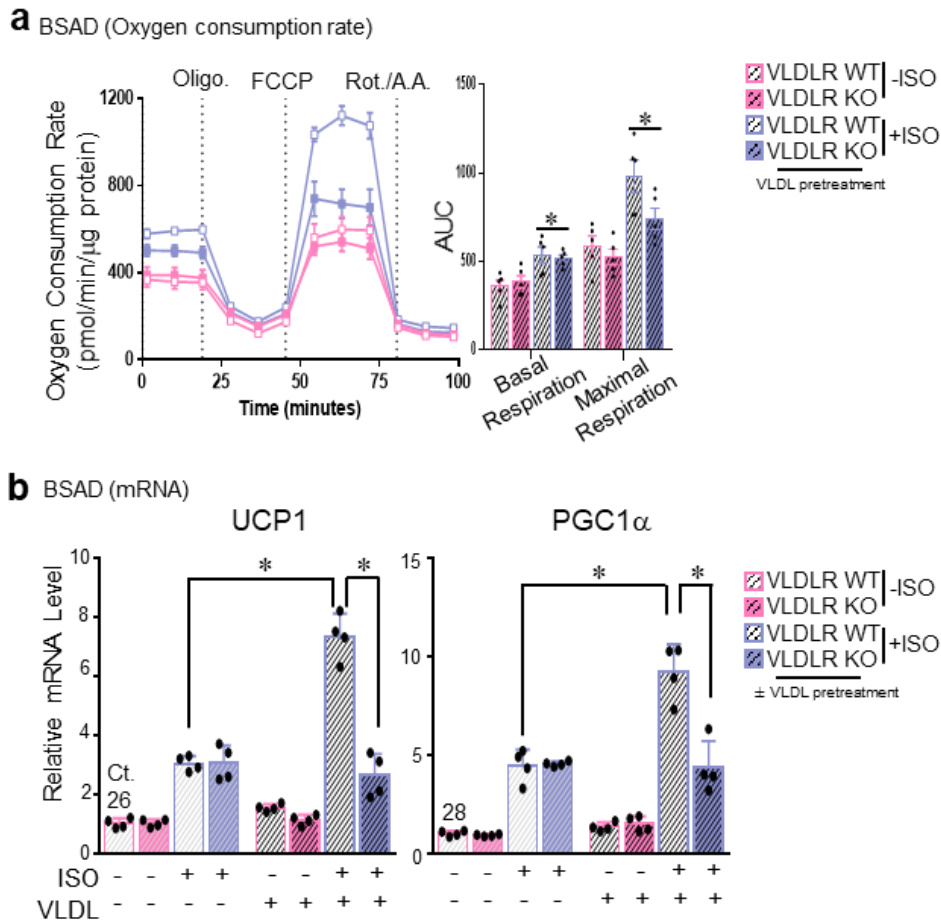 a BSAD (Oxygen consumption rate)
Oligo. FCCP Rot./A.A.
Oxygen Consumption Rate
(pmol/min/μg protein)
1200
800
400
0
0 25 50 75 100
Time (minutes)
AUC
1500
1000
500
0
*
*
Basal
Respiration
Maximal
Respiration
VLDLR WT
VLDLR KO
-ISO
VLDLR WT
VLDLR KO
+ISO
VLDL pretreatment
b BSAD (mRNA)
UCP1
Relative mRNA Level
10
8
6
4
2
0
Ct.
26
*
*
PGC1α
15
10
5
0
28
*
*
ISO - - + + - - + + - - + + - - + +
VLDL - - - - + + + + - - - - + + + +
VLDLR WT
VLDLR KO
-ISO
VLDLR WT
VLDLR KO
+ISO
± VLDL pretreatment